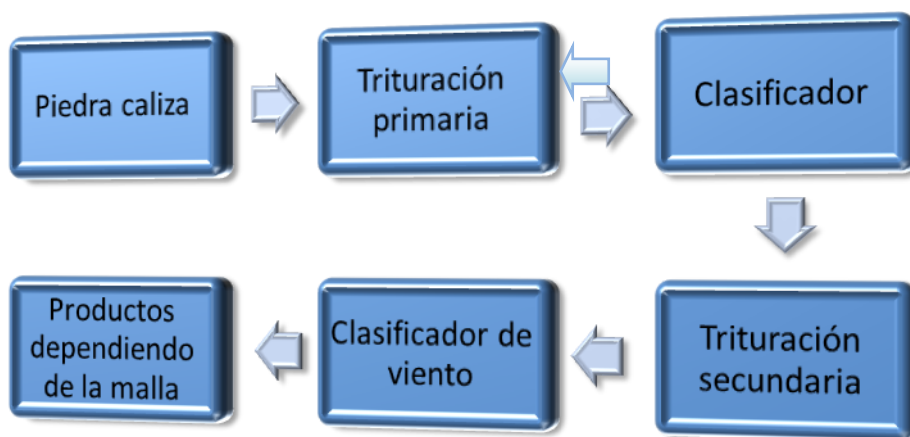 Piedra caliza
Trituración
primaria
Clasificador
Trituración
secundaria
Clasificador de
viento
Productos
dependiendo
de la malla